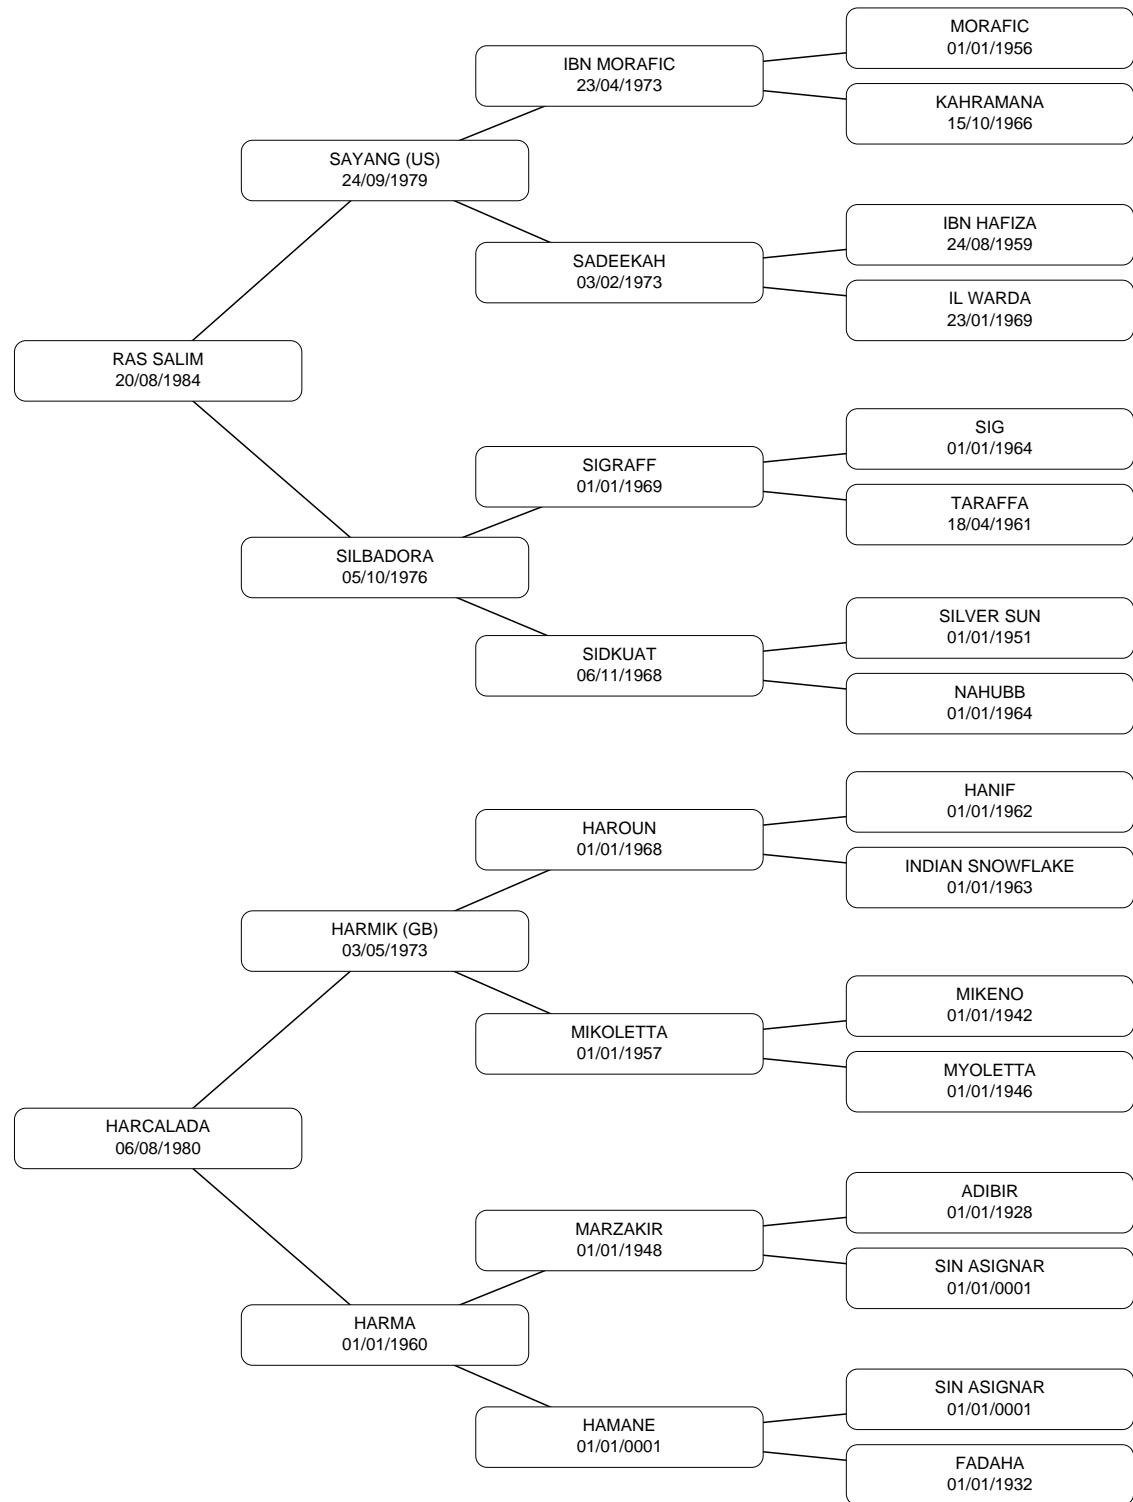 MORAFIC
01/01/1956
IBN MORAFIC
23/04/1973
KAHRAMANA
15/10/1966
SAYANG (US)
24/09/1979
IBN HAFIZA
24/08/1959
SADEEKAH
03/02/1973
IL WARDA
23/01/1969
RAS SALIM
20/08/1984
SIG
01/01/1964
SIGRAFF
01/01/1969
TARAFFA
18/04/1961
SILBADORA
05/10/1976
SILVER SUN
01/01/1951
SIDKUAT
06/11/1968
NAHUBB
01/01/1964
HANIF
01/01/1962
HAROUN
01/01/1968
INDIAN SNOWFLAKE
01/01/1963
HARMIK (GB)
03/05/1973
MIKENO
01/01/1942
MIKOLETTA
01/01/1957
MYOLETTA
01/01/1946
HARCALADA
06/08/1980
ADIBIR
01/01/1928
MARZAKIR
01/01/1948
SIN ASIGNAR
01/01/0001
HARMA
01/01/1960
SIN ASIGNAR
01/01/0001
HAMANE
01/01/0001
FADAHA
01/01/1932